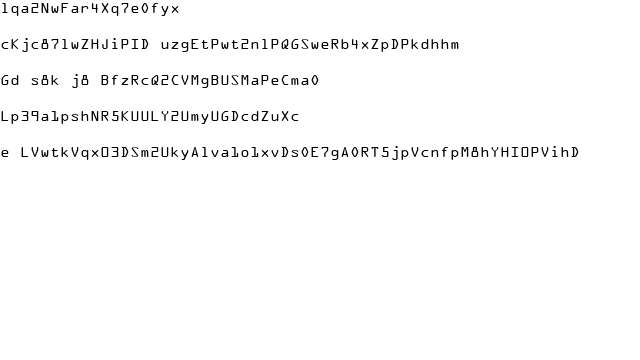 lqa2NwFar4Xq7e0fyx
cKjc87lwZHJiPID uzgEtPwt2nlPQGSweRb4xZpDPkdhhm
Gd s8k j8 BfzRcQ2CVMgBUSMaPeCma0
Lp39a1pshNR5KUULY2UmyUGDcdZuXc
e LVwtkVqxO3DSm2UkyAlva1o1xvDs0E7gA0RT5jpVcnfpM8hYHIOPVihD